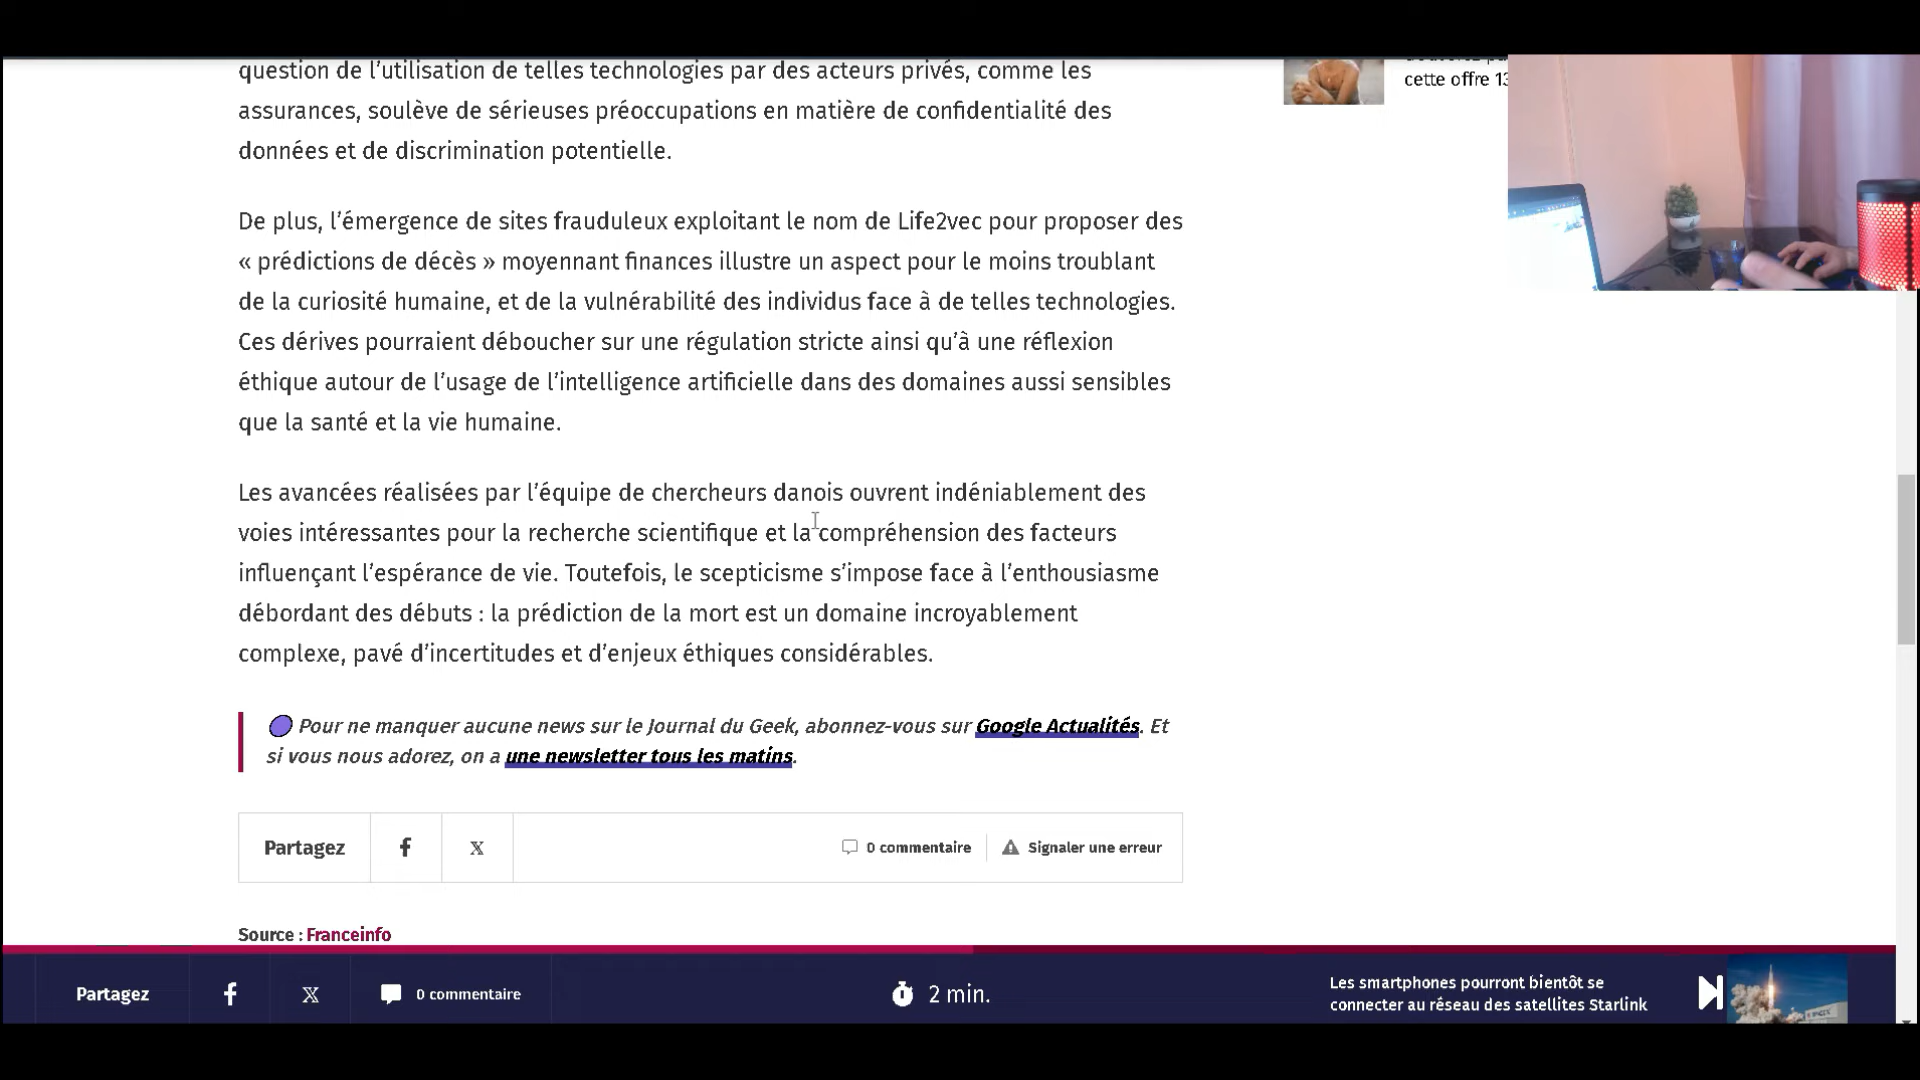 question de l’utilisation de telles technologies par des acteurs privés, comme les
assurances, soulève de sérieuses préoccupations en matière de confidentialité des
données et de discrimination potentielle.
De plus, l’émergence de sites frauduleux exploitant le nom de Life2vec pour proposer des
« prédictions de décès » moyennant finances illustre un aspect pour le moins troublant
de la curiosité humaine, et de la vulnérabilité des individus face à de telles technologies.
Ces dérives pourraient déboucher sur une régulation stricte ainsi qu’à une réflexion
éthique autour de l’usage de l’intelligence artificielle dans des domaines aussi sensibles
que la santé et la vie humaine.
Les avancées réalisées par l’équipe de chercheurs danois ouvrent indéniablement des
voies intéressantes pour la recherche scientifique et la compréhension des facteurs
influençant l’espérance de vie. Toutefois, le scepticisme s’impose face à l’enthousiasme
débordant des débuts : la prédiction de la mort est un domaine incroyablement
complexe, pavé d’incertitudes et d’enjeux éthiques considérables.
Pour ne manquer aucune news sur le Journal du Geek, abonnez-vous sur Google Actualités. Et
si vous nous adorez, on a une newsletter tous les matins.
Partagez
0 commentaire
Signaler une erreur
Source : Franceinfo
cette offre 13
Partagez
0 commentaire
2 min.
Les smartphones pourront bientôt se
connecter au réseau des satellites Starlink